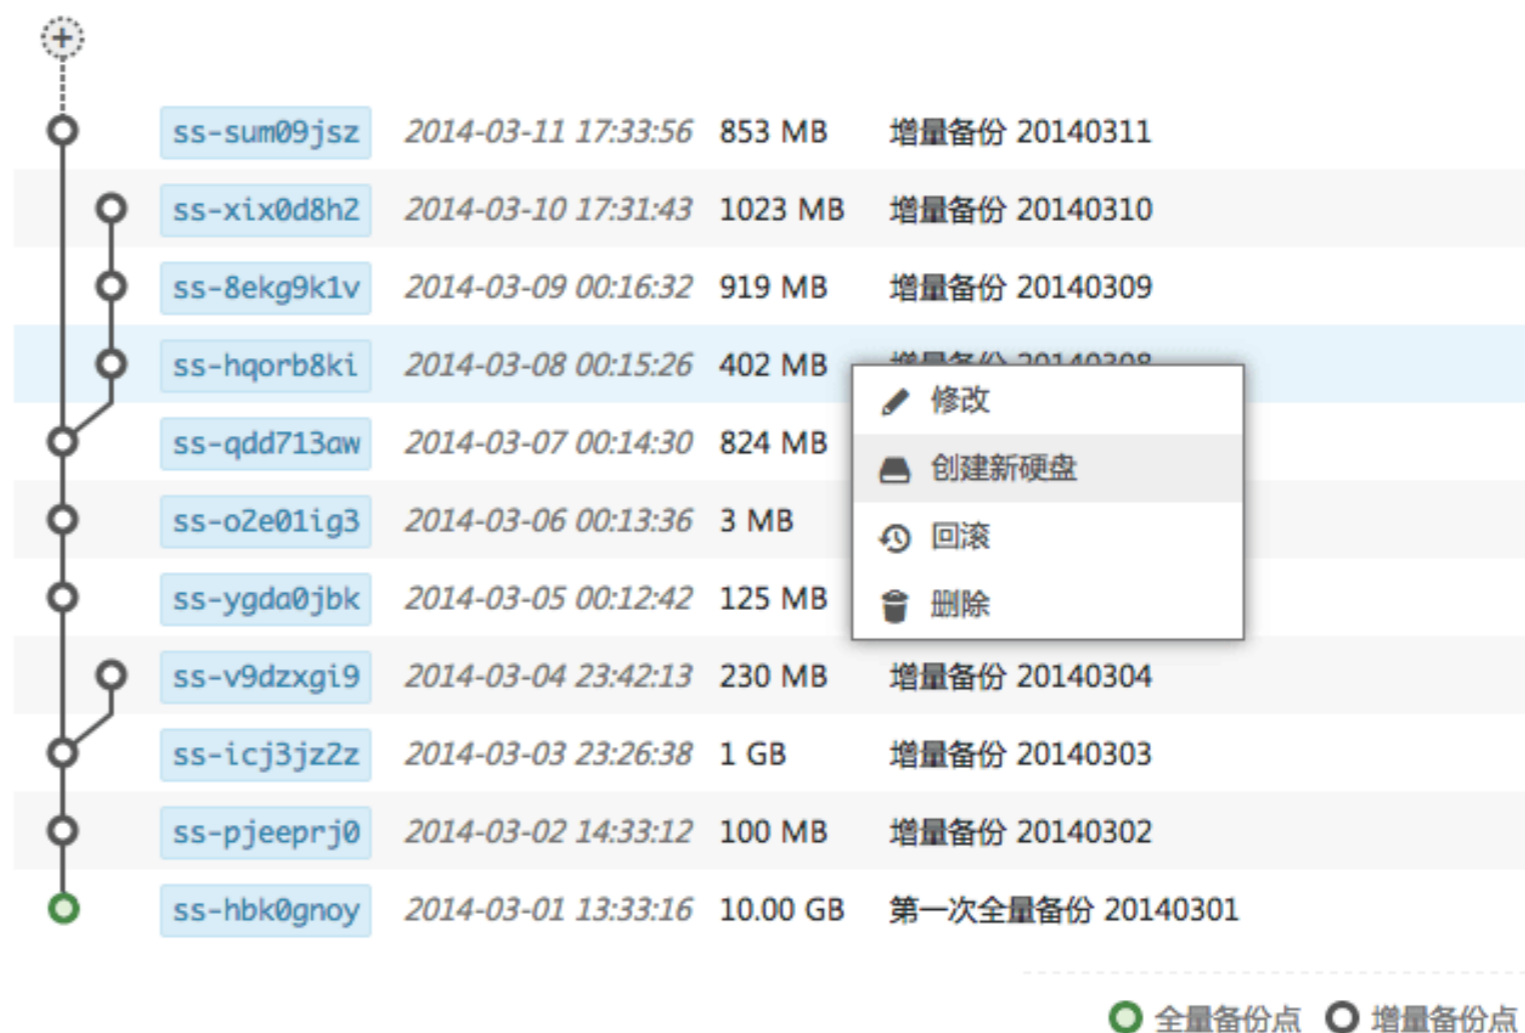 ss-sum09jsz 2014-03-11 17:33:56 853 MB 增量备份 20140311
ss-xix0d8h2 2014-03-10 17:31:43 1023 MB 增量备份 20140310
ss-8ekg9k1v 2014-03-09 00:16:32 919 MB 增量备份 20140309
ss-hqorb8ki 2014-03-08 00:15:26 402 MB 增量备份 20140308
修改
ss-qdd713aw 2014-03-07 00:14:30 824 MB
创建新硬盘
ss-o2e01ig3 2014-03-06 00:13:36 3 MB
回滚
ss-ygda0jbk 2014-03-05 00:12:42 125 MB
删除
ss-v9dzxgi9 2014-03-04 23:42:13 230 MB 增量备份 20140304
ss-icj3jz2z 2014-03-03 23:26:38 1 GB 增量备份 20140303
ss-pjeeprj0 2014-03-02 14:33:12 100 MB 增量备份 20140302
ss-hbk0gnoy 2014-03-01 13:33:16 10.00 GB 第一次全量备份 20140301
全量备份点 增量备份点